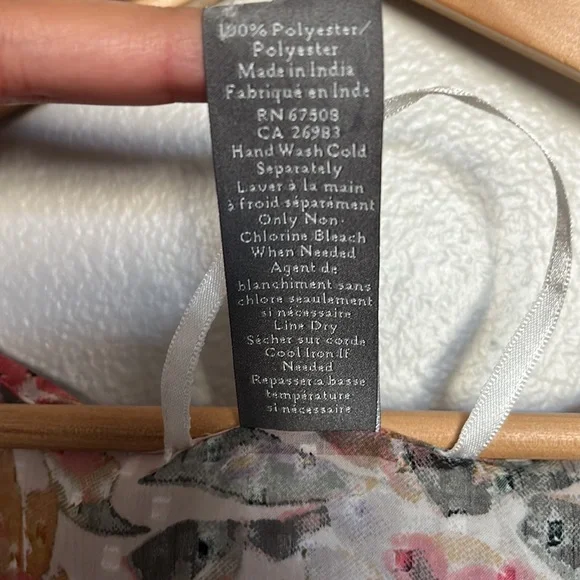 100% Polyester/
Polyester
Made in India
Fabriqué en Inde
RN 67508
CA 26983
Hand Wash Cold
Separately
Laver à la main
à froid séparément
Only Non-
Chlorine Bleach
When Needed
Agent de
blanchiment sans
chlore seaulement
si nécessaire
Line Dry
Sécher sur corde
Cool Iron If
Needed
Repasser a basse
température
si nécessaire